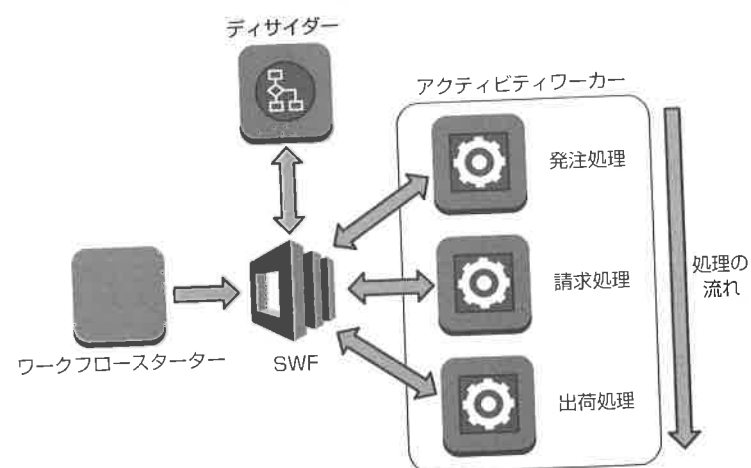 ディサイダー
アクティビティワーカー
発注処理
請求処理
出荷処理
処理の
流れ
ワークフロースターター
SWF